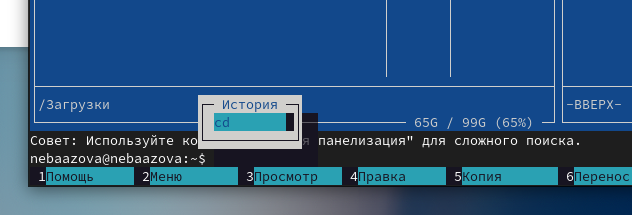 /Загрузки
-ВВЕРХ-
История
cd
65G / 99G (65%)
Совет: Используйте ко я панелизация" для сложного поиска.
nebaazova@nebaazova:~$
1Помощь 2Меню 3Просмотр 4Правка 5Копия 6Перенос